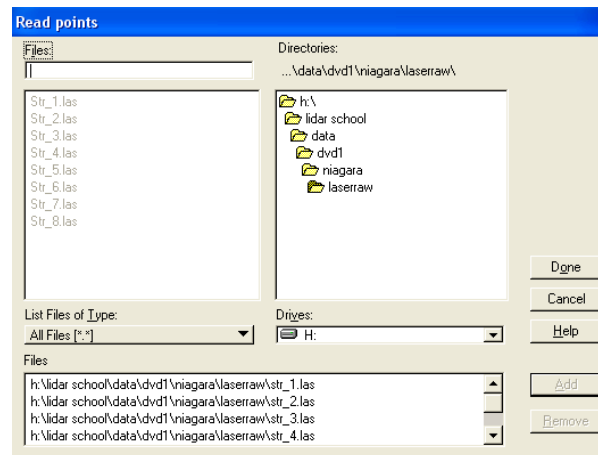 Read points
Files:
Directories:
...\data\dvd1\niagara\laserraw\
Str_1.las
Str_2.las
Str_3.las
Str_4.las
Str_5.las
Str_6.las
Str_7.las
Str_8.las
h:\
lidar school
data
dvd1
niagara
laserraw
Done
Cancel
Help
List Files of Type:
All Files [*.*]
Drives:
H:
Files
h:\lidar school\data\dvd1\niagara\laserraw\str_1.las
h:\lidar school\data\dvd1\niagara\laserraw\str_2.las
h:\lidar school\data\dvd1\niagara\laserraw\str_3.las
h:\lidar school\data\dvd1\niagara\laserraw\str_4.las
Add
Remove